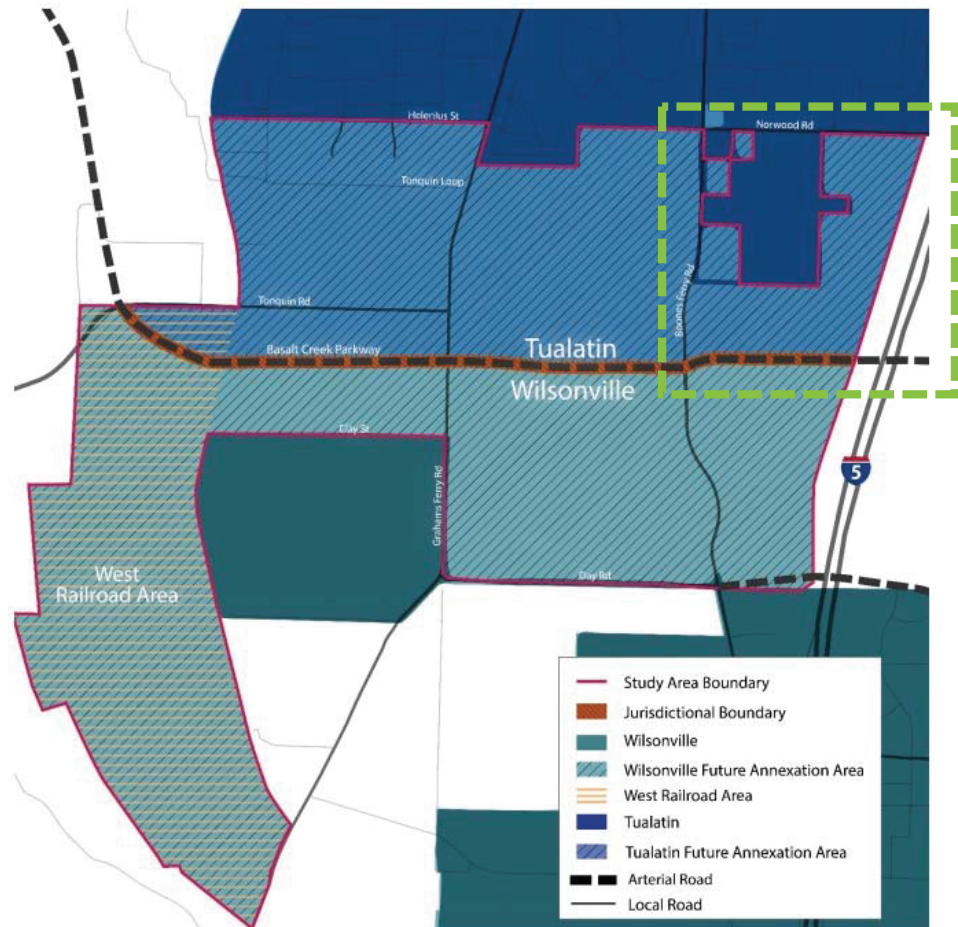 Helenius St
Norwood Rd
Tonquin Loop
Boones Ferry Rd
Tonquin Rd
Basalt Creek Parkway
Tualatin
Wilsonville
Clay St
5
Grahams Ferry Rd
West
Railroad Area
Day Rd
Study Area Boundary
Jurisdictional Boundary
Wilsonville
Wilsonville Future Annexation Area
West Railroad Area
Tualatin
Tualatin Future Annexation Area
Arterial Road
Local Road